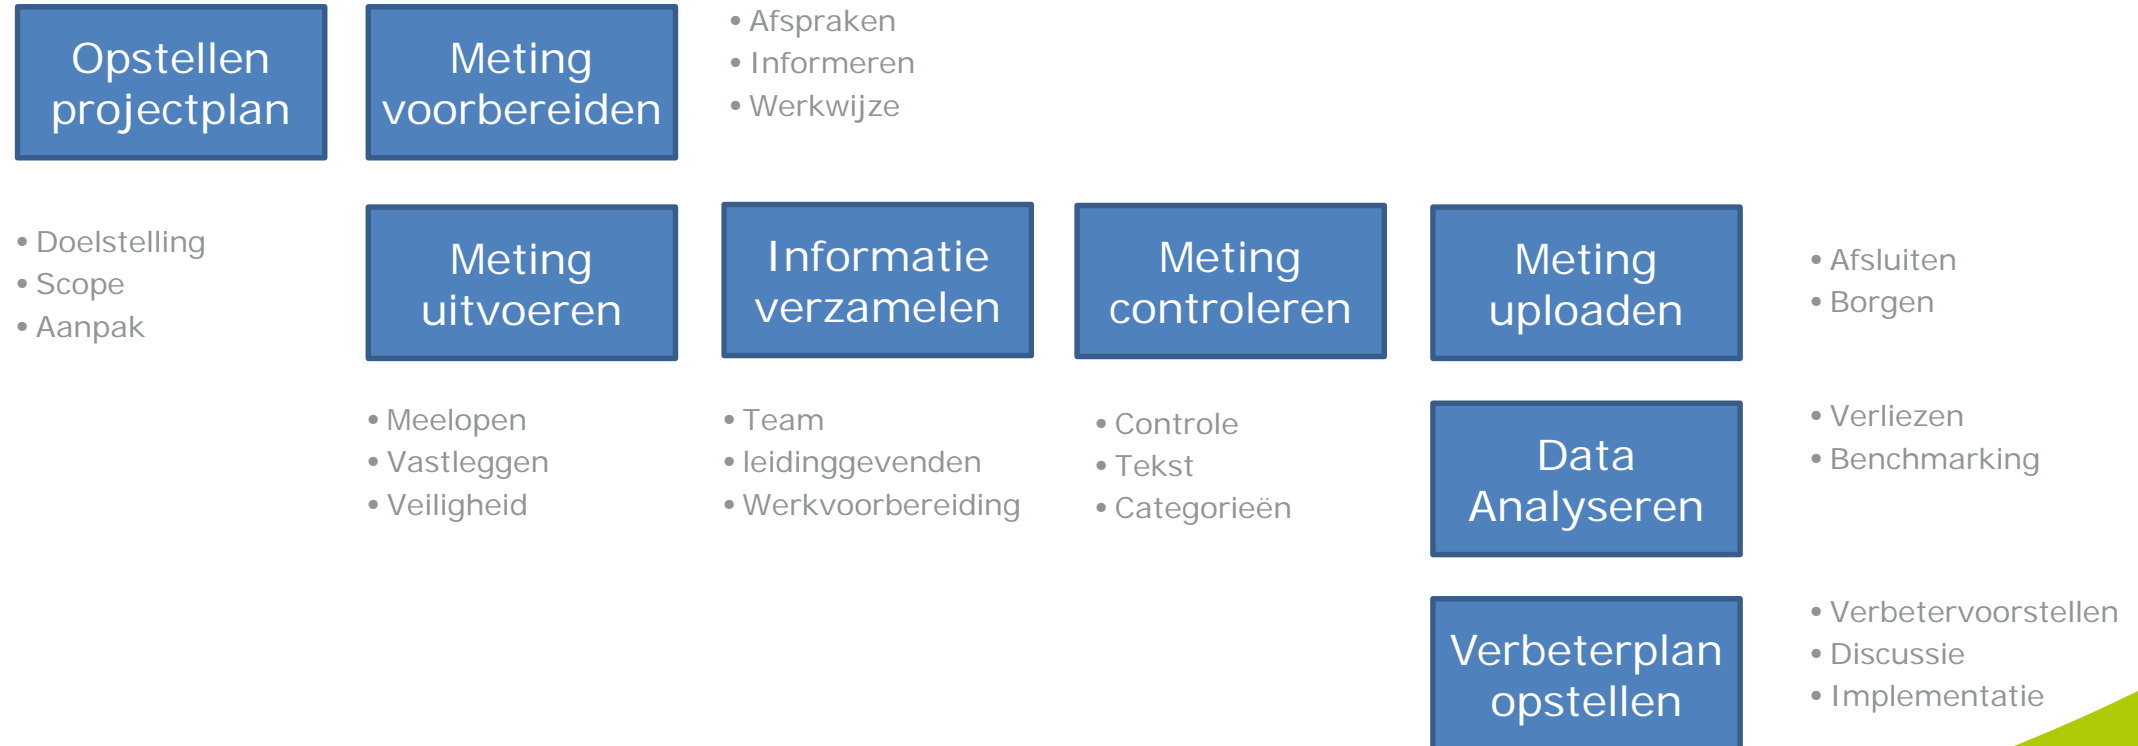 Opstellen
projectplan
• Doelstelling
• Scope
• Aanpak
Meting
voorbereiden
• Afspraken
• Informeren
• Werkwijze
Meting
uitvoeren
• Meelopen
• Vastleggen
• Veiligheid
Informatie
verzamelen
• Team
• leidinggevenden
• Werkvoorbereiding
Meting
controleren
• Controle
• Tekst
• Categorieën
Meting
uploaden
• Afsluiten
• Borgen
Data
Analyseren
• Verliezen
• Benchmarking
Verbeterplan
opstellen
• Verbetervoorstellen
• Discussie
• Implementatie